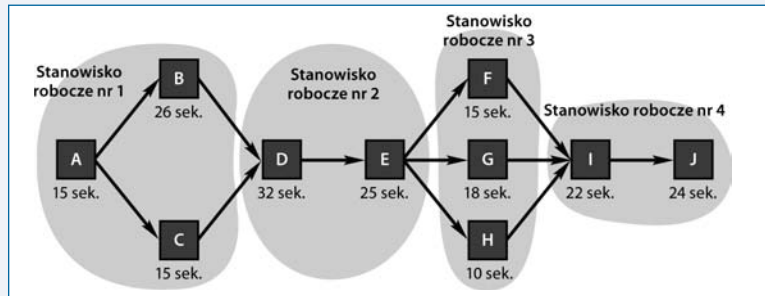 Stanowisko
robocze nr 1
A
15 sek.
B
26 sek.
C
15 sek.
Stanowisko
robocze nr 2
D
32 sek.
E
25 sek.
Stanowisko
robocze nr 3
F
15 sek.
G
18 sek.
H
10 sek.
Stanowisko robocze nr 4
I
22 sek.
J
24 sek.